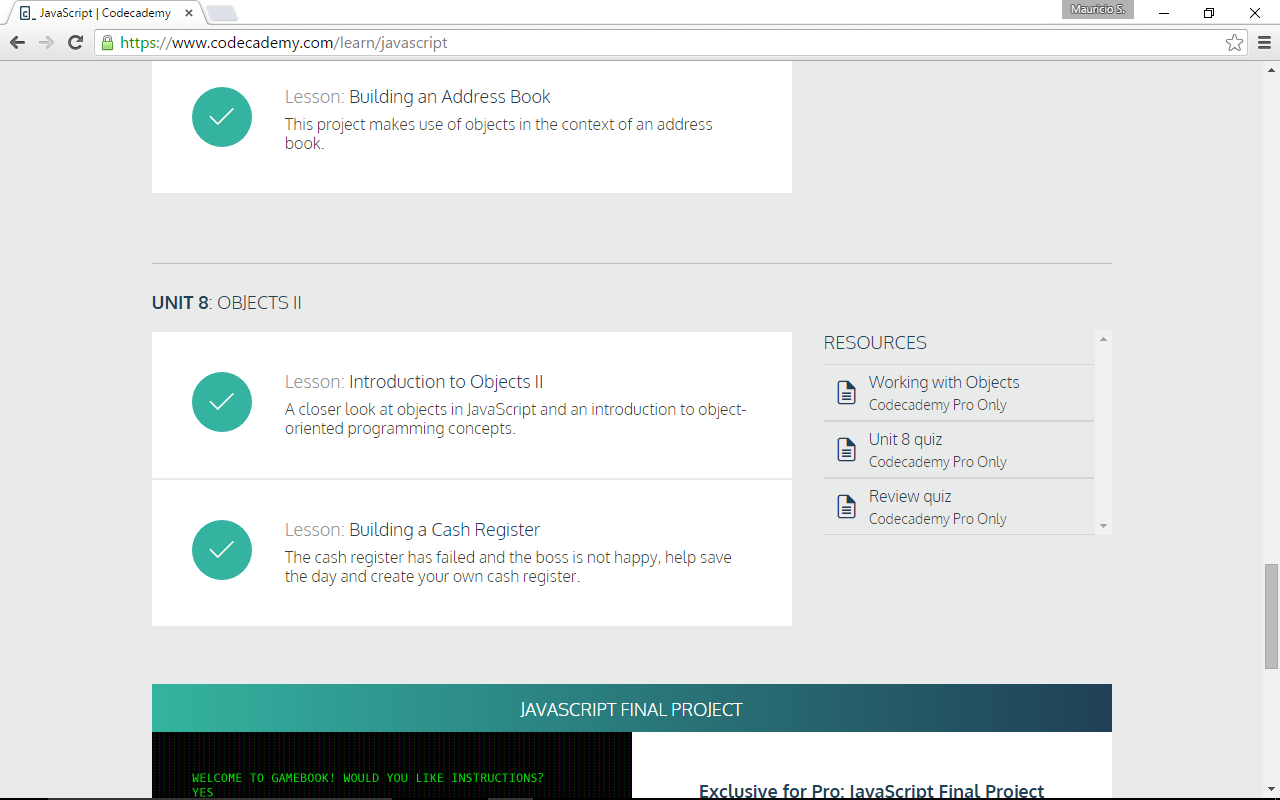 JavaScript | Codecademy
Mauricio S.
https://www.codecademy.com/learn/javascript
Lesson: Building an Address Book
This project makes use of objects in the context of an address
book.
UNIT 8: OBJECTS II
Lesson: Introduction to Objects II
A closer look at objects in JavaScript and an introduction to object-
oriented programming concepts.
Lesson: Building a Cash Register
The cash register has failed and the boss is not happy, help save
the day and create your own cash register.
RESOURCES
Working with Objects
Codecademy Pro Only
Unit 8 quiz
Codecademy Pro Only
Review quiz
Codecademy Pro Only
JAVASCRIPT FINAL PROJECT
WELCOME TO GAMEBOOK! WOULD YOU LIKE INSTRUCTIONS?
YES
Exclusive for Pro: JavaScript Final Project